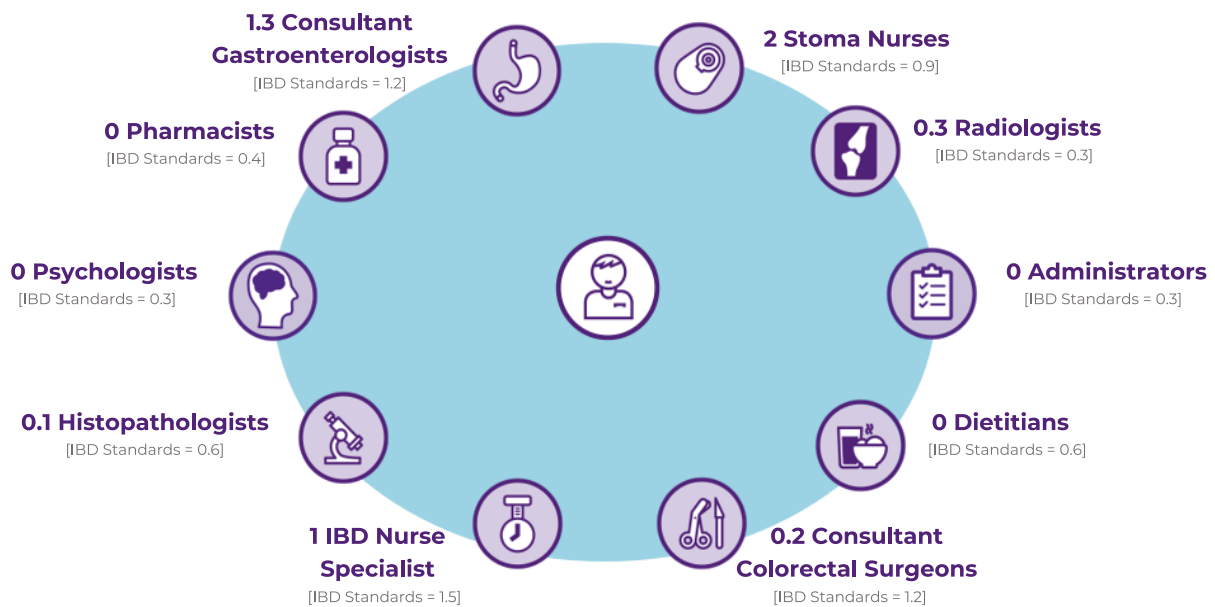 1.3 Consultant
Gastroenterologists
[IBD Standards = 1.2]
2 Stoma Nurses
[IBD Standards = 0.9]
0 Pharmacists
[IBD Standards = 0.4]
0.3 Radiologists
[IBD Standards = 0.3]
0 Psychologists
[IBD Standards = 0.3]
0 Administrators
[IBD Standards = 0.3]
0.1 Histopathologists
[IBD Standards = 0.6]
0 Dietitians
[IBD Standards = 0.6]
1 IBD Nurse
Specialist
[IBD Standards = 1.5]
0.2 Consultant
Colorectal Surgeons
[IBD Standards = 1.2]